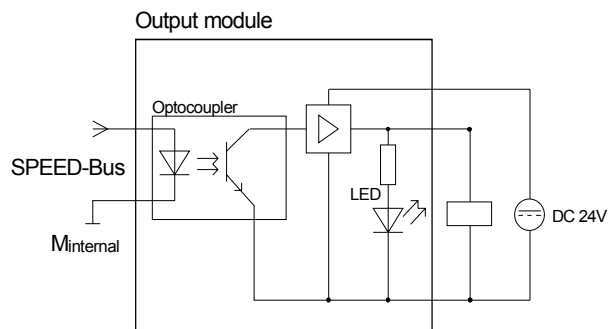 Output module
Optocoupler
SPEED-Bus
LED
DC 24V
Minternal